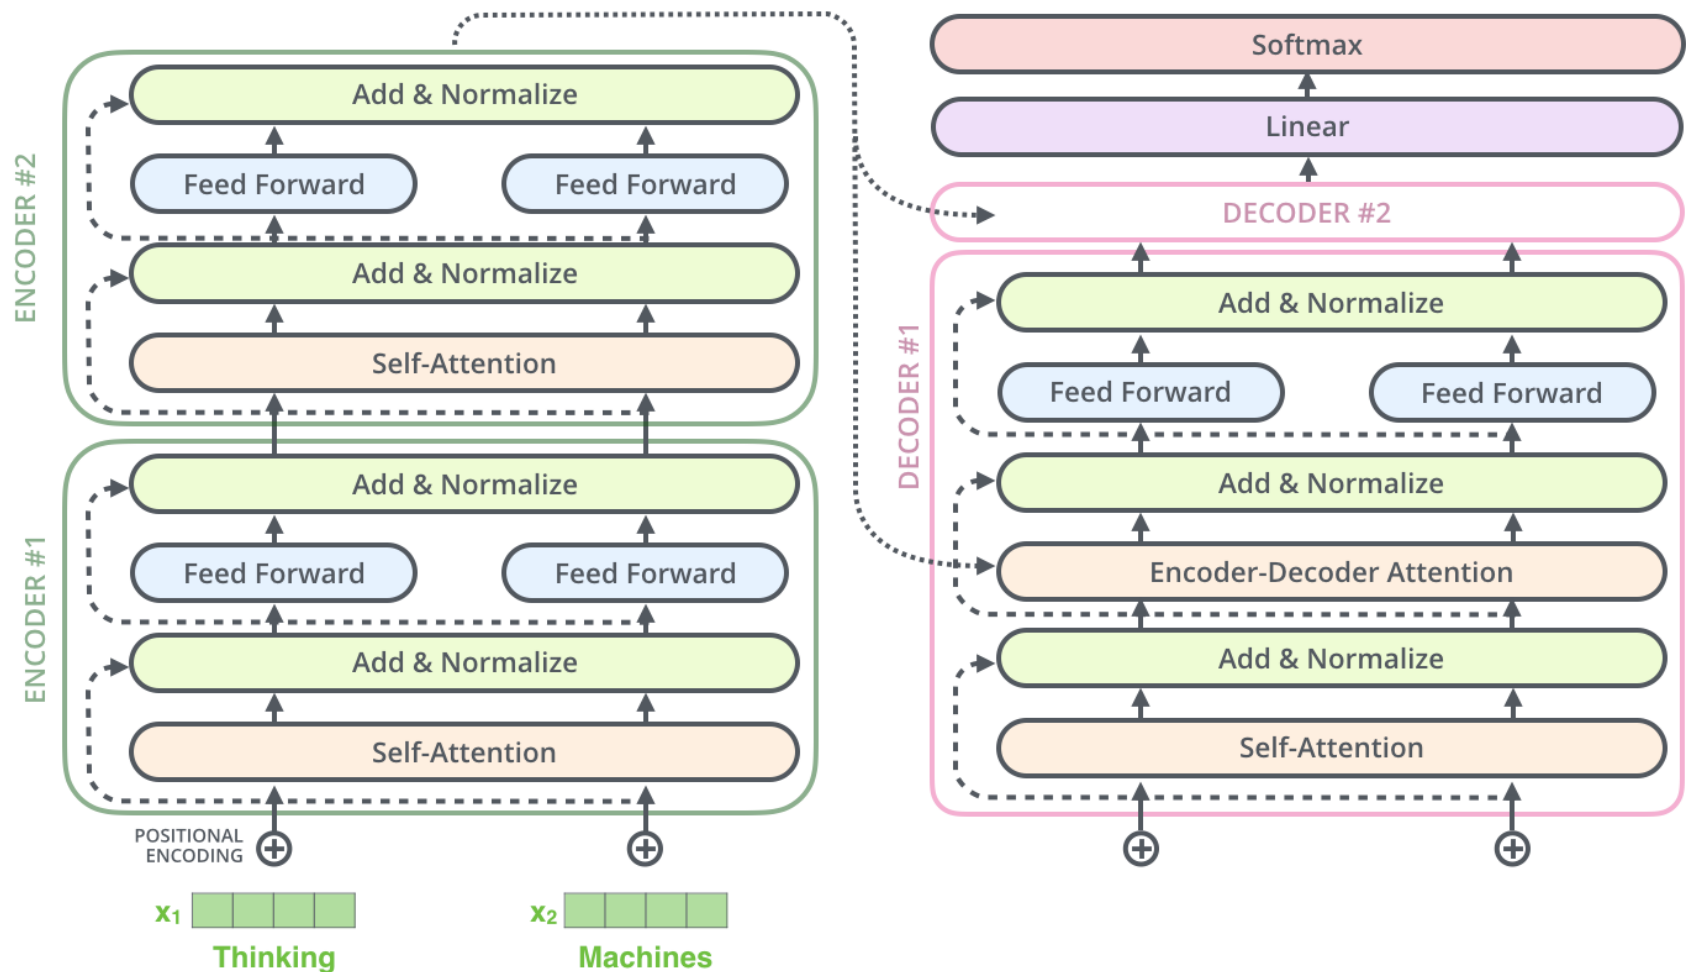 ENCODER #2
Add & Normalize
Feed Forward
Feed Forward
Add & Normalize
Self-Attention
ENCODER #1
Add & Normalize
Feed Forward
Feed Forward
Add & Normalize
Self-Attention
POSITIONAL
ENCODING
x₁
x₂
Thinking
Machines
Softmax
Linear
DECODER #2
DECODER #1
Add & Normalize
Feed Forward
Feed Forward
Add & Normalize
Encoder-Decoder Attention
Add & Normalize
Self-Attention